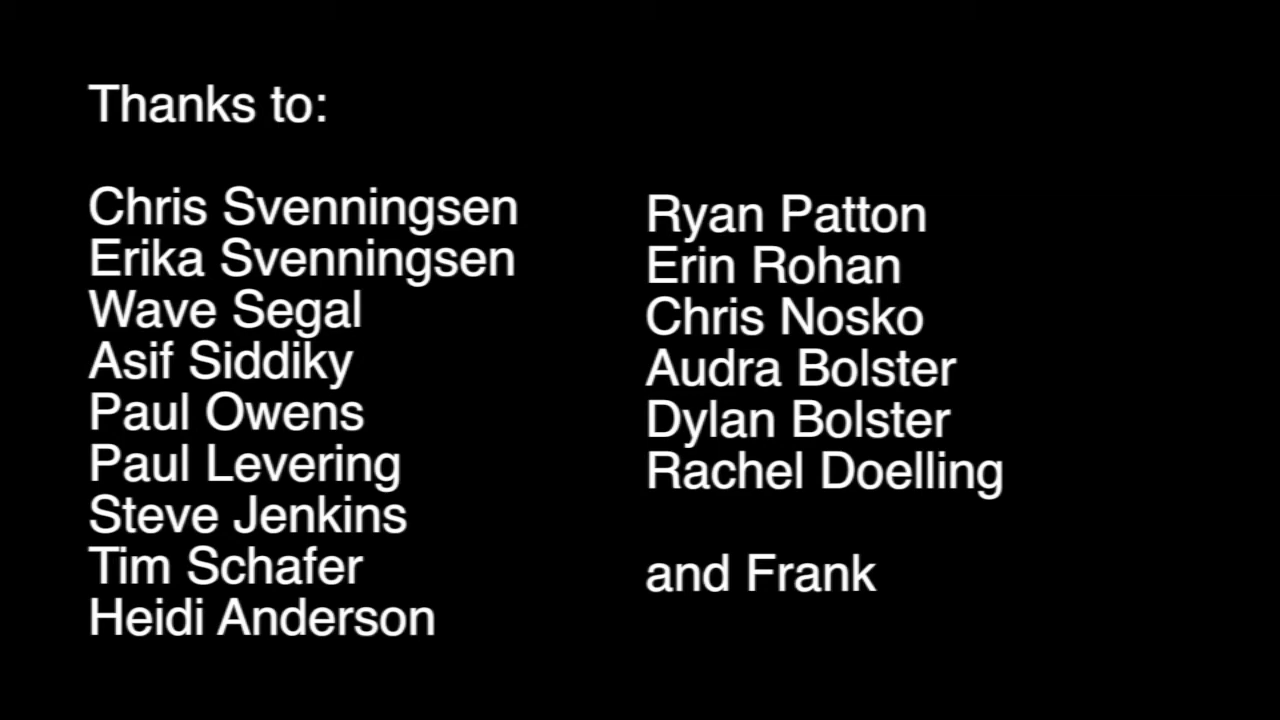 Thanks to:
Chris Svenningsen
Erika Svenningsen
Wave Segal
Asif Siddiky
Paul Owens
Paul Levering
Steve Jenkins
Tim Schafer
Heidi Anderson
Ryan Patton
Erin Rohan
Chris Nosko
Audra Bolster
Dylan Bolster
Rachel Doelling
and Frank